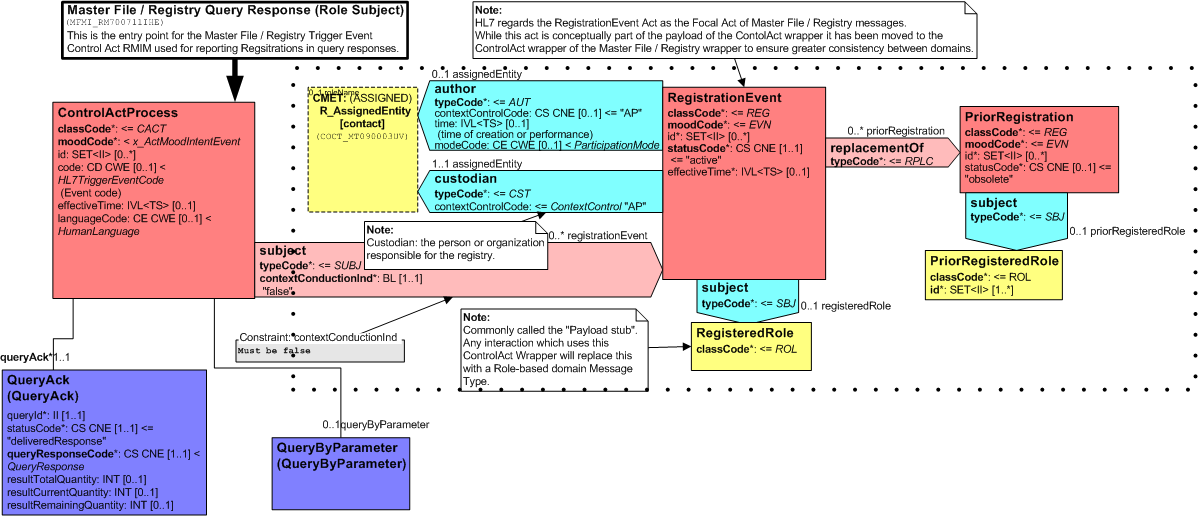 Master File / Registry Query Response (Role Subject)
(MFMI_RM700711IHE)
This is the entry point for the Master File / Registry Trigger Event
Control Act RMIM used for reporting Regsitrations in query responses.
Note:
HL7 regards the RegistrationEvent Act as the Focal Act of Master File / Registry messages.
While this act is conceptually part of the payload of the ContolAct wrapper it has been moved to the
ControlAct wrapper of the Master File / Registry wrapper to ensure greater consistency between domains.
ControlActProcess
classCode*: <= CACT
moodCode*: < x_ActMoodIntentEvent
id: SET<II> [0..*]
code: CD CWE [0..1] <
HL7TriggerEventCode
(Event code)
effectiveTime: IVL<TS> [0..1]
languageCode: CE CWE [0..1] <
HumanLanguage
0..1 roleName
CMET: (ASSIGNED)
R_AssignedEntity
[contact]
(COCT_MT090003UV)
0..1 assignedEntity
author
typeCode*: <= AUT
contextControlCode: CS CNE [0..1] <= "AP"
time: IVL<TS> [0..1]
(time of creation or performance)
modeCode: CE CWE [0..1] < ParticipationMode
1..1 assignedEntity
custodian
typeCode*: <= CST
contextControlCode: <= ContextControl "AP"
Note:
Custodian: the person or organization
responsible for the registry.
RegistrationEvent
classCode*: <= REG
moodCode*: <= EVN
id*: SET<II> [0..*]
statusCode*: CS CNE [1..1]
<= "active"
effectiveTime*: IVL<TS> [0..1]
0..* priorRegistration
replacementOf
typeCode*: <= RPLC
PriorRegistration
classCode*: <= REG
moodCode*: <= EVN
id*: SET<II> [0..*]
statusCode*: CS CNE [0..1] <=
"obsolete"
subject
typeCode*: <= SBJ
0..1 priorRegisteredRole
PriorRegisteredRole
classCode*: <= ROL
id*: SET<II> [1..*]
0..* registrationEvent
subject
typeCode*: <= SUBJ
contextConductionInd*: BL [1..1]
"false"
subject
typeCode*: <= SBJ
0..1 registeredRole
RegisteredRole
classCode*: <= ROL
Note:
Commonly called the "Payload stub".
Any interaction which uses this
ControlAct Wrapper will replace this
with a Role-based domain Message
Type.
Constraint: contextConductionInd
Must be false
queryAck*1..1
QueryAck
(QueryAck)
queryId*: II [1..1]
statusCode*: CS CNE [1..1] <=
"deliveredResponse"
queryResponseCode*: CS CNE [1..1] <
QueryResponse
resultTotalQuantity: INT [0..1]
resultCurrentQuantity: INT [0..1]
resultRemainingQuantity: INT [0..1]
0..1queryByParameter
QueryByParameter
(QueryByParameter)